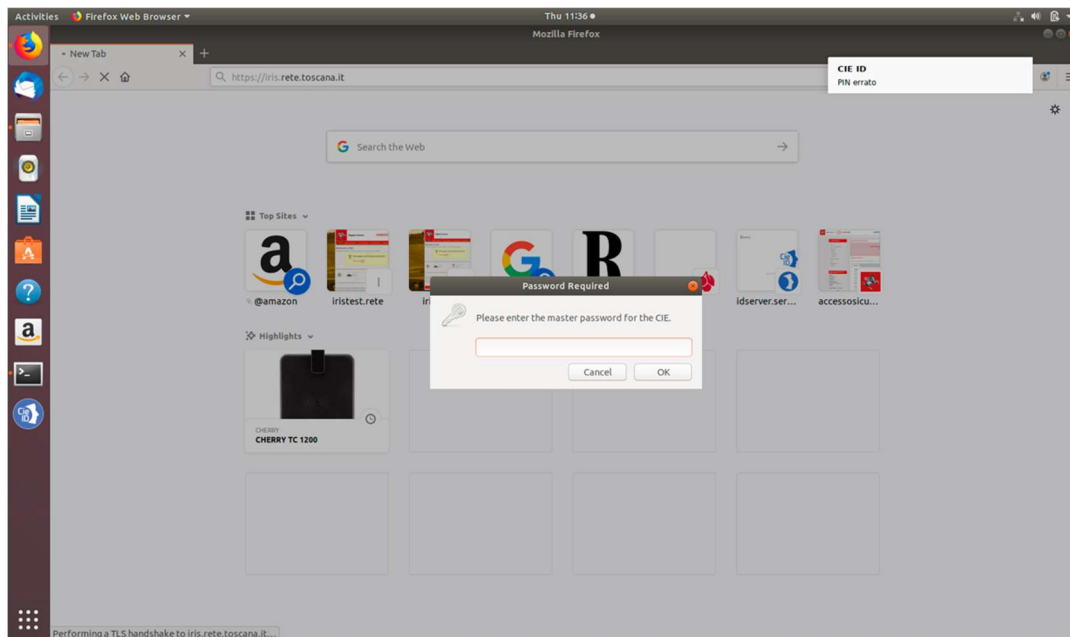 Activities
Firefox Web Browser
Thu 11:36
Mozilla Firefox
New Tab
https://iris.rete.toscana.it
CIE ID
PIN errato
Search the Web
Top Sites
@amazon
iristest.rete
idserver.ser...
accessosicu...
Password Required
Please enter the master password for the CIE.
Cancel
OK
Highlights
CHERRY
CHERRY TC 1200
Performing a TLS handshake to iris.rete.toscana.it...